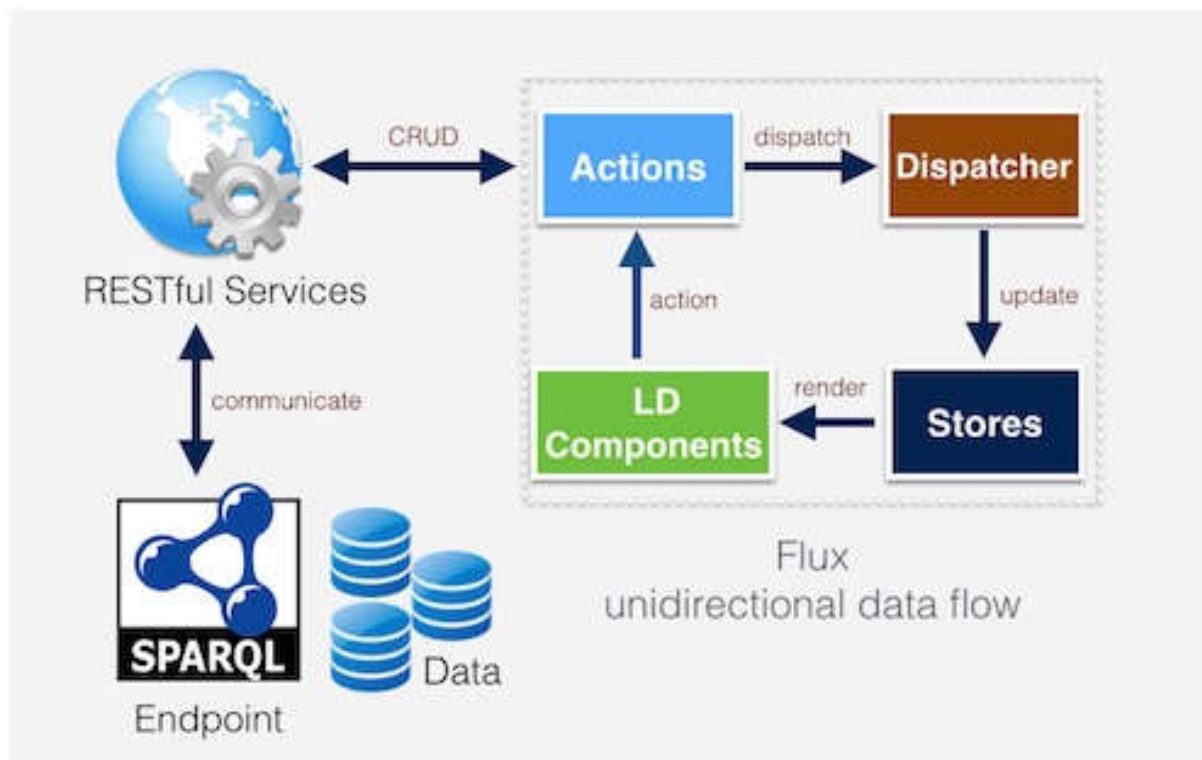 CRUD
Actions
dispatch
Dispatcher
RESTful Services
action
update
communicate
LD
Components
render
Stores
Flux
unidirectional data flow
SPARQL
Data
Endpoint